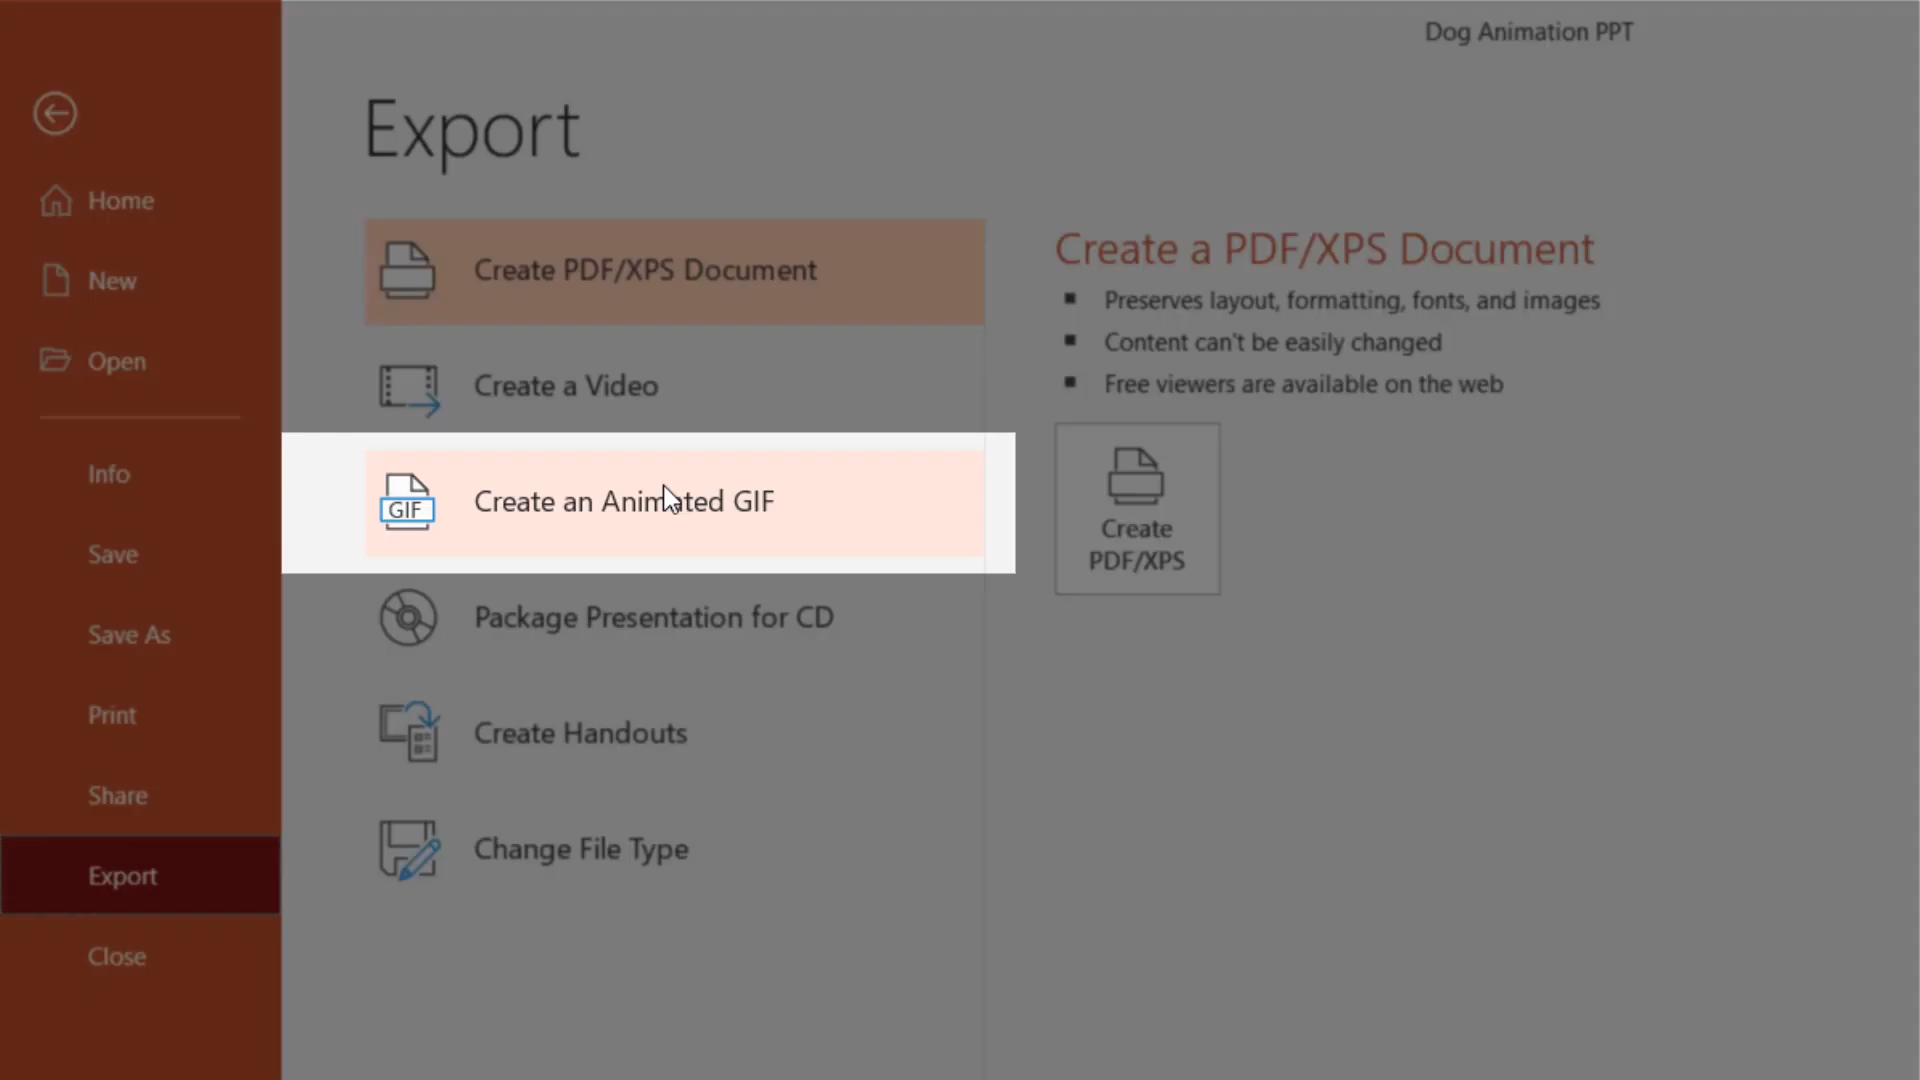 Dog Animation PPT
Export
Home
New
Open
Info
Save
Save As
Print
Share
Export
Close
Create PDF/XPS Document
Create a Video
GIF
Create an Animated GIF
Package Presentation for CD
Create Handouts
Change File Type
Create a PDF/XPS Document
Preserves layout, formatting, fonts, and images
Content can't be easily changed
Free viewers are available on the web
Create
PDF/XPS